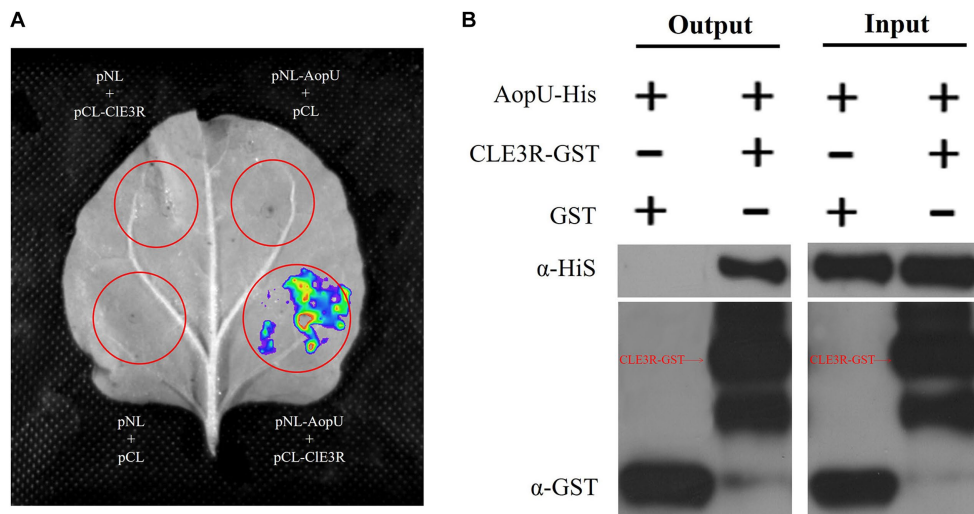 A
pNL
+
pCL-ClE3R
pNL-AopU
+
pCL
pNL
+
pCL
pNL-AopU
+
pCL-ClE3R
B
Output Input
AopU-His + + + +
CLE3R-GST - + - +
GST + - + -
α-HiS
CLE3R-GST→ CLE3R-GST→
α-GST